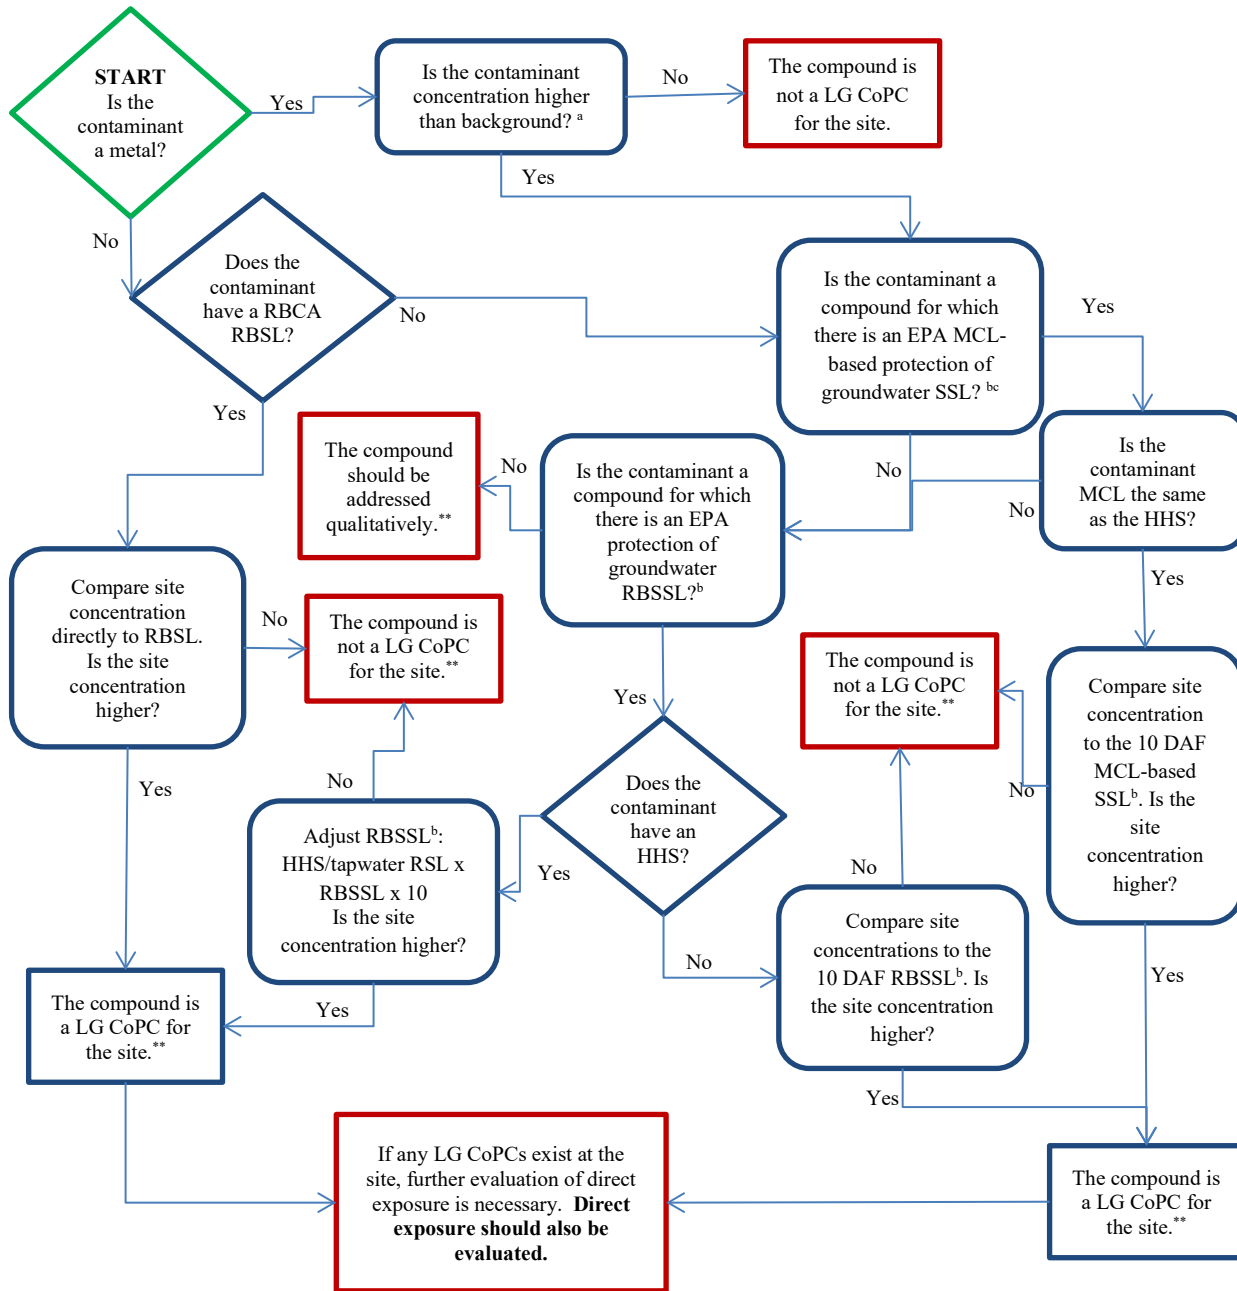 START
Is the
contaminant
a metal?
Yes
Is the contaminant
concentration higher
than background? a
No
The compound is
not a LG CoPC
for the site.
Yes
No
Does the
contaminant
have a RBCA
RBSL?
No
Is the contaminant a
compound for which
there is an EPA MCL-
based protection of
groundwater SSL? bc
Yes
Yes
The compound
should be
addressed
qualitatively.**
No
Is the contaminant a
compound for which
there is an EPA
protection of
groundwater
RBSSL?b
No
No
Is the
contaminant
MCL the same
as the HHS?
Yes
Compare site
concentration
directly to RBSL.
Is the site
concentration
higher?
No
The compound is
not a LG CoPC
for the site.**
Yes
The compound is
not a LG CoPC
for the site.**
No
Compare site
concentration
to the 10 DAF
MCL-based
SSLb. Is the
site
concentration
higher?
Yes
No
Does the
contaminant
have an
HHS?
Yes
Adjust RBSSLb:
HHS/tapwater RSL x
RBSSL x 10
Is the site
concentration higher?
No
No
Compare site
concentrations to the
10 DAF RBSSLb. Is
the site concentration
higher?
Yes
The compound is
a LG CoPC for
the site.**
Yes
Yes
If any LG CoPCs exist at the
site, further evaluation of direct
exposure is necessary.  Direct
exposure should also be
evaluated.
The compound is
a LG CoPC for
the site.**